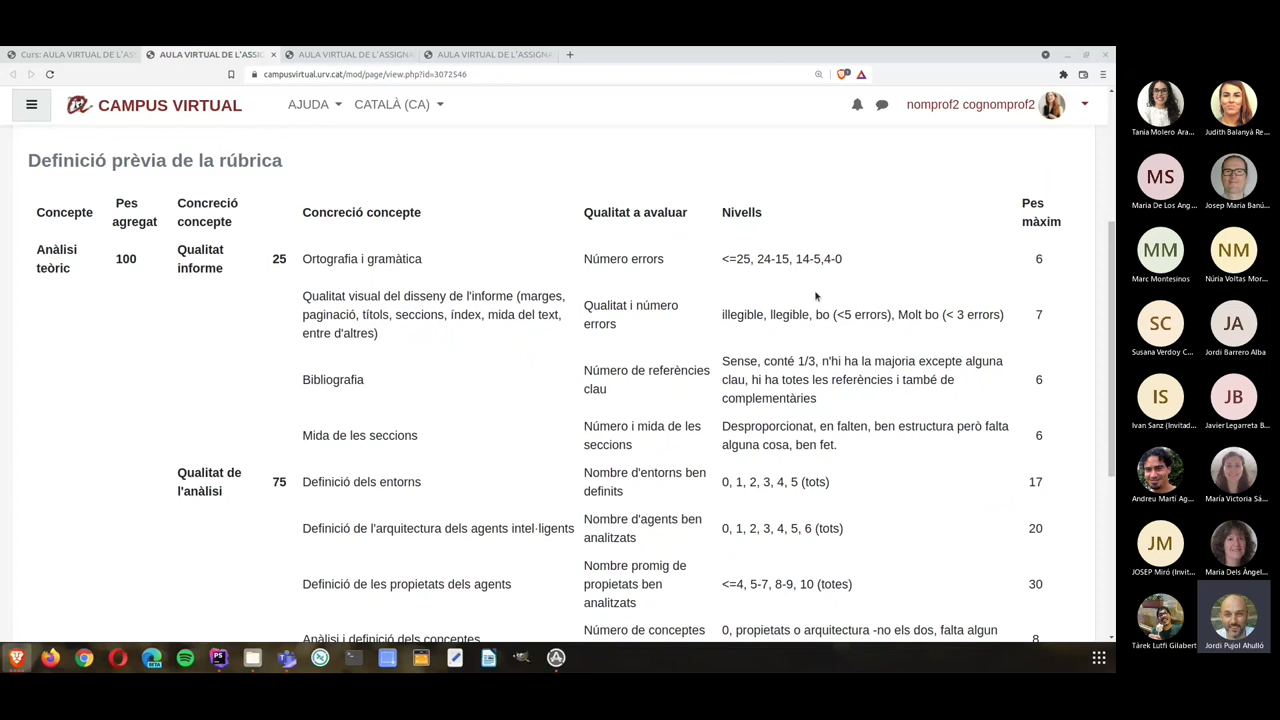 Curs: AULA VIRTUAL DE L'ASS
AULA VIRTUAL DE L'ASSIG
AULA VIRTUAL DE L'ASSIGNA
AULA VIRTUAL DE L'ASSIGNA
campusvirtual.urv.cat/mod/page/view.php?id=3072546
CAMPUS VIRTUAL
AJUDA
CATALÀ (CA)
nomprof2 cognomprof2
Definició prèvia de la rúbrica
Concepte
Pes
agregat
Concreció
concepte
Concreció concepte
Qualitat a avaluar
Nivells
Pes
màxim
Anàlisi
teòric
100
Qualitat
informe
25
Ortografia i gramàtica
Número errors
<=25, 24-15, 14-5,4-0
6
Qualitat visual del disseny de l'informe (marges,
paginació, títols, seccions, índex, mida del text,
entre d'altres)
Qualitat i número
errors
illegible, llegible, bo (<5 errors), Molt bo (< 3 errors)
7
Bibliografia
Número de referències
clau
Sense, conté 1/3, n'hi ha la majoria excepte alguna
clau, hi ha totes les referències i també de
complementàries
6
Mida de les seccions
Número i mida de les
seccions
Desproporcionat, en falten, ben estructura però falta
alguna cosa, ben fet.
6
Qualitat de
l'anàlisi
75
Definició dels entorns
Nombre d'entorns ben
definits
0, 1, 2, 3, 4, 5 (tots)
17
Definició de l'arquitectura dels agents intel·ligents
Nombre d'agents ben
analitzats
0, 1, 2, 3, 4, 5, 6 (tots)
20
Definició de les propietats dels agents
Nombre promig de
propietats ben
analitzats
<=4, 5-7, 8-9, 10 (totes)
30
Anàlisi i definició dels conceptes
Número de conceptes
0, propietats o arquitectura -no els dos, falta algun
8
Tania Molero Ara...
Judith Balanyà Re...
MS
Maria De Los Ang...
Josep Maria Banú...
MM
Marc Montesinos
NM
Núria Voltas Mor...
SC
Susana Verdoy C...
JA
Jordi Barrero Alba
IS
Ivan Sanz (Invitad...
JB
Javier Legarreta B...
Andreu Martí Ag...
María Victoria Sá...
JM
JOSEP Miró (Invit...
Maria Dels Àngel...
Tàrek Lutfi Gilabert
Jordi Pujol Ahulló